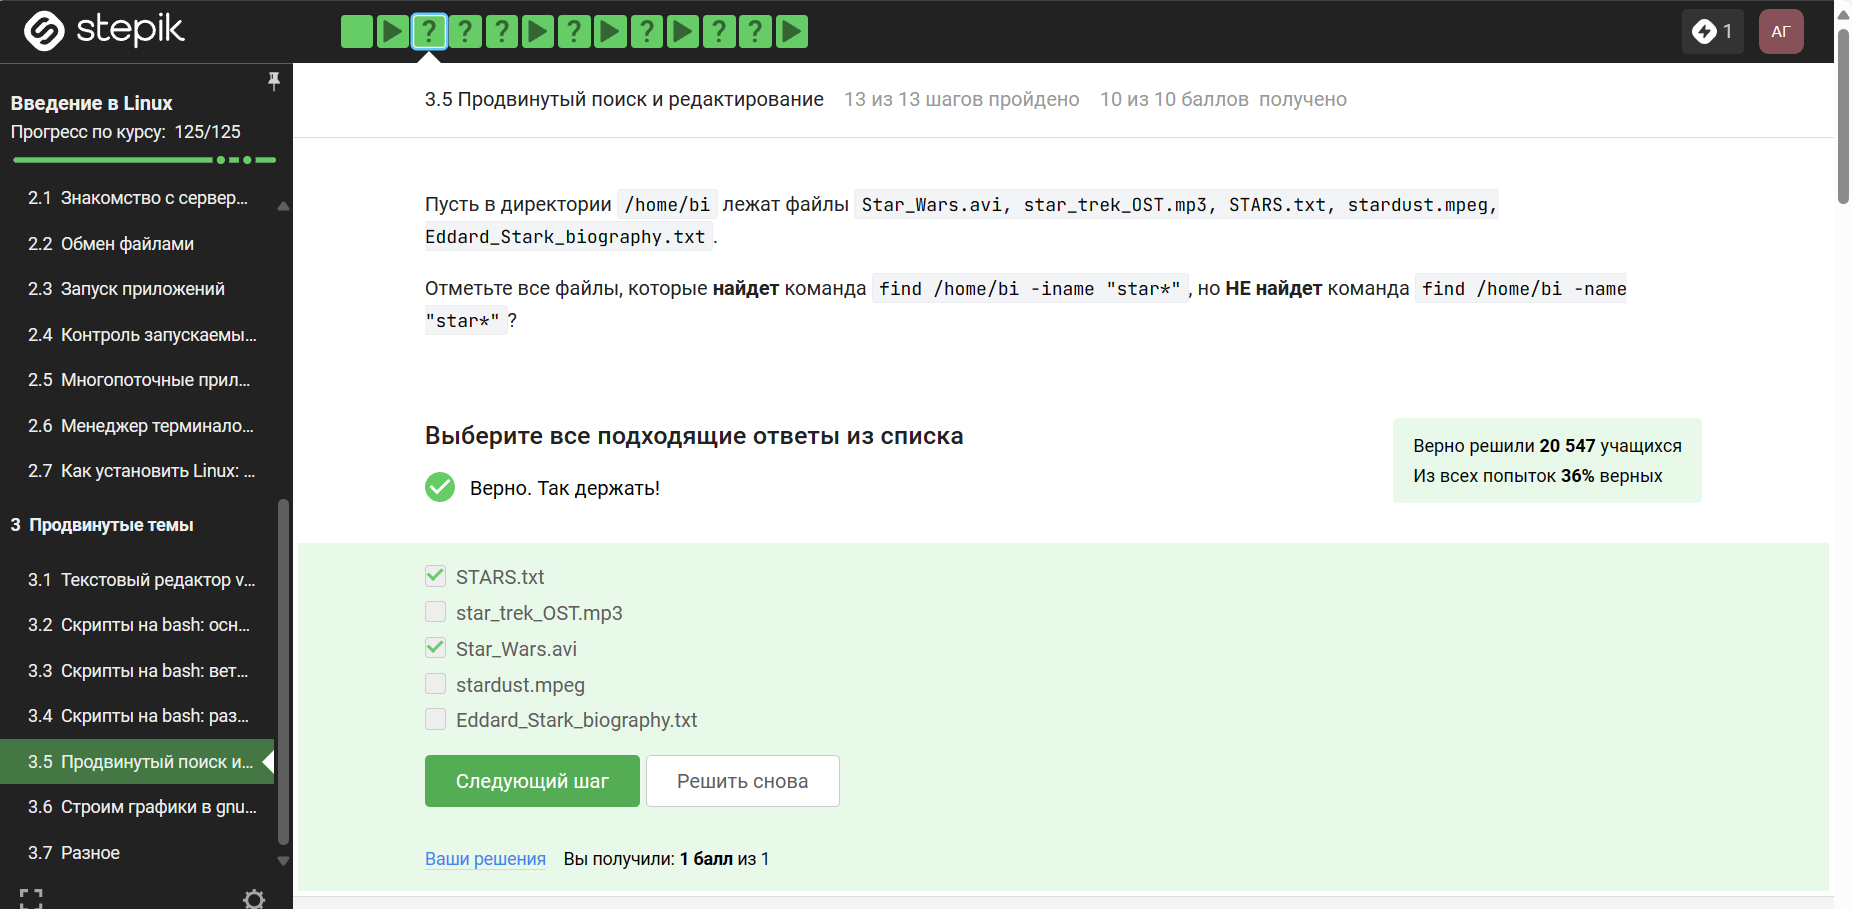 stepik
? ? ? ? ? ? ?
1
АГ
Введение в Linux
Прогресс по курсу: 125/125
2.1 Знакомство с сервер...
2.2 Обмен файлами
2.3 Запуск приложений
2.4 Контроль запускаемы...
2.5 Многопоточные прил...
2.6 Менеджер терминало...
2.7 Как установить Linux: ...
3 Продвинутые темы
3.1 Текстовый редактор v...
3.2 Скрипты на bash: осн...
3.3 Скрипты на bash: вет...
3.4 Скрипты на bash: раз...
3.5 Продвинутый поиск и...
3.6 Строим графики в gnu...
3.7 Разное
3.5 Продвинутый поиск и редактирование 13 из 13 шагов пройдено 10 из 10 баллов получено
Пусть в директории /home/bi лежат файлы Star_Wars.avi, star_trek_OST.mp3, STARS.txt, stardust.mpeg,
Eddard_Stark_biography.txt.
Отметьте все файлы, которые найдет команда find /home/bi -iname "star*", но НЕ найдет команда find /home/bi -name
"star*"?
Выберите все подходящие ответы из списка
Верно. Так держать!
Верно решили 20 547 учащихся
Из всех попыток 36% верных
STARS.txt
star_trek_OST.mp3
Star_Wars.avi
stardust.mpeg
Eddard_Stark_biography.txt
Следующий шаг
Решить снова
Ваши решения Вы получили: 1 балл из 1